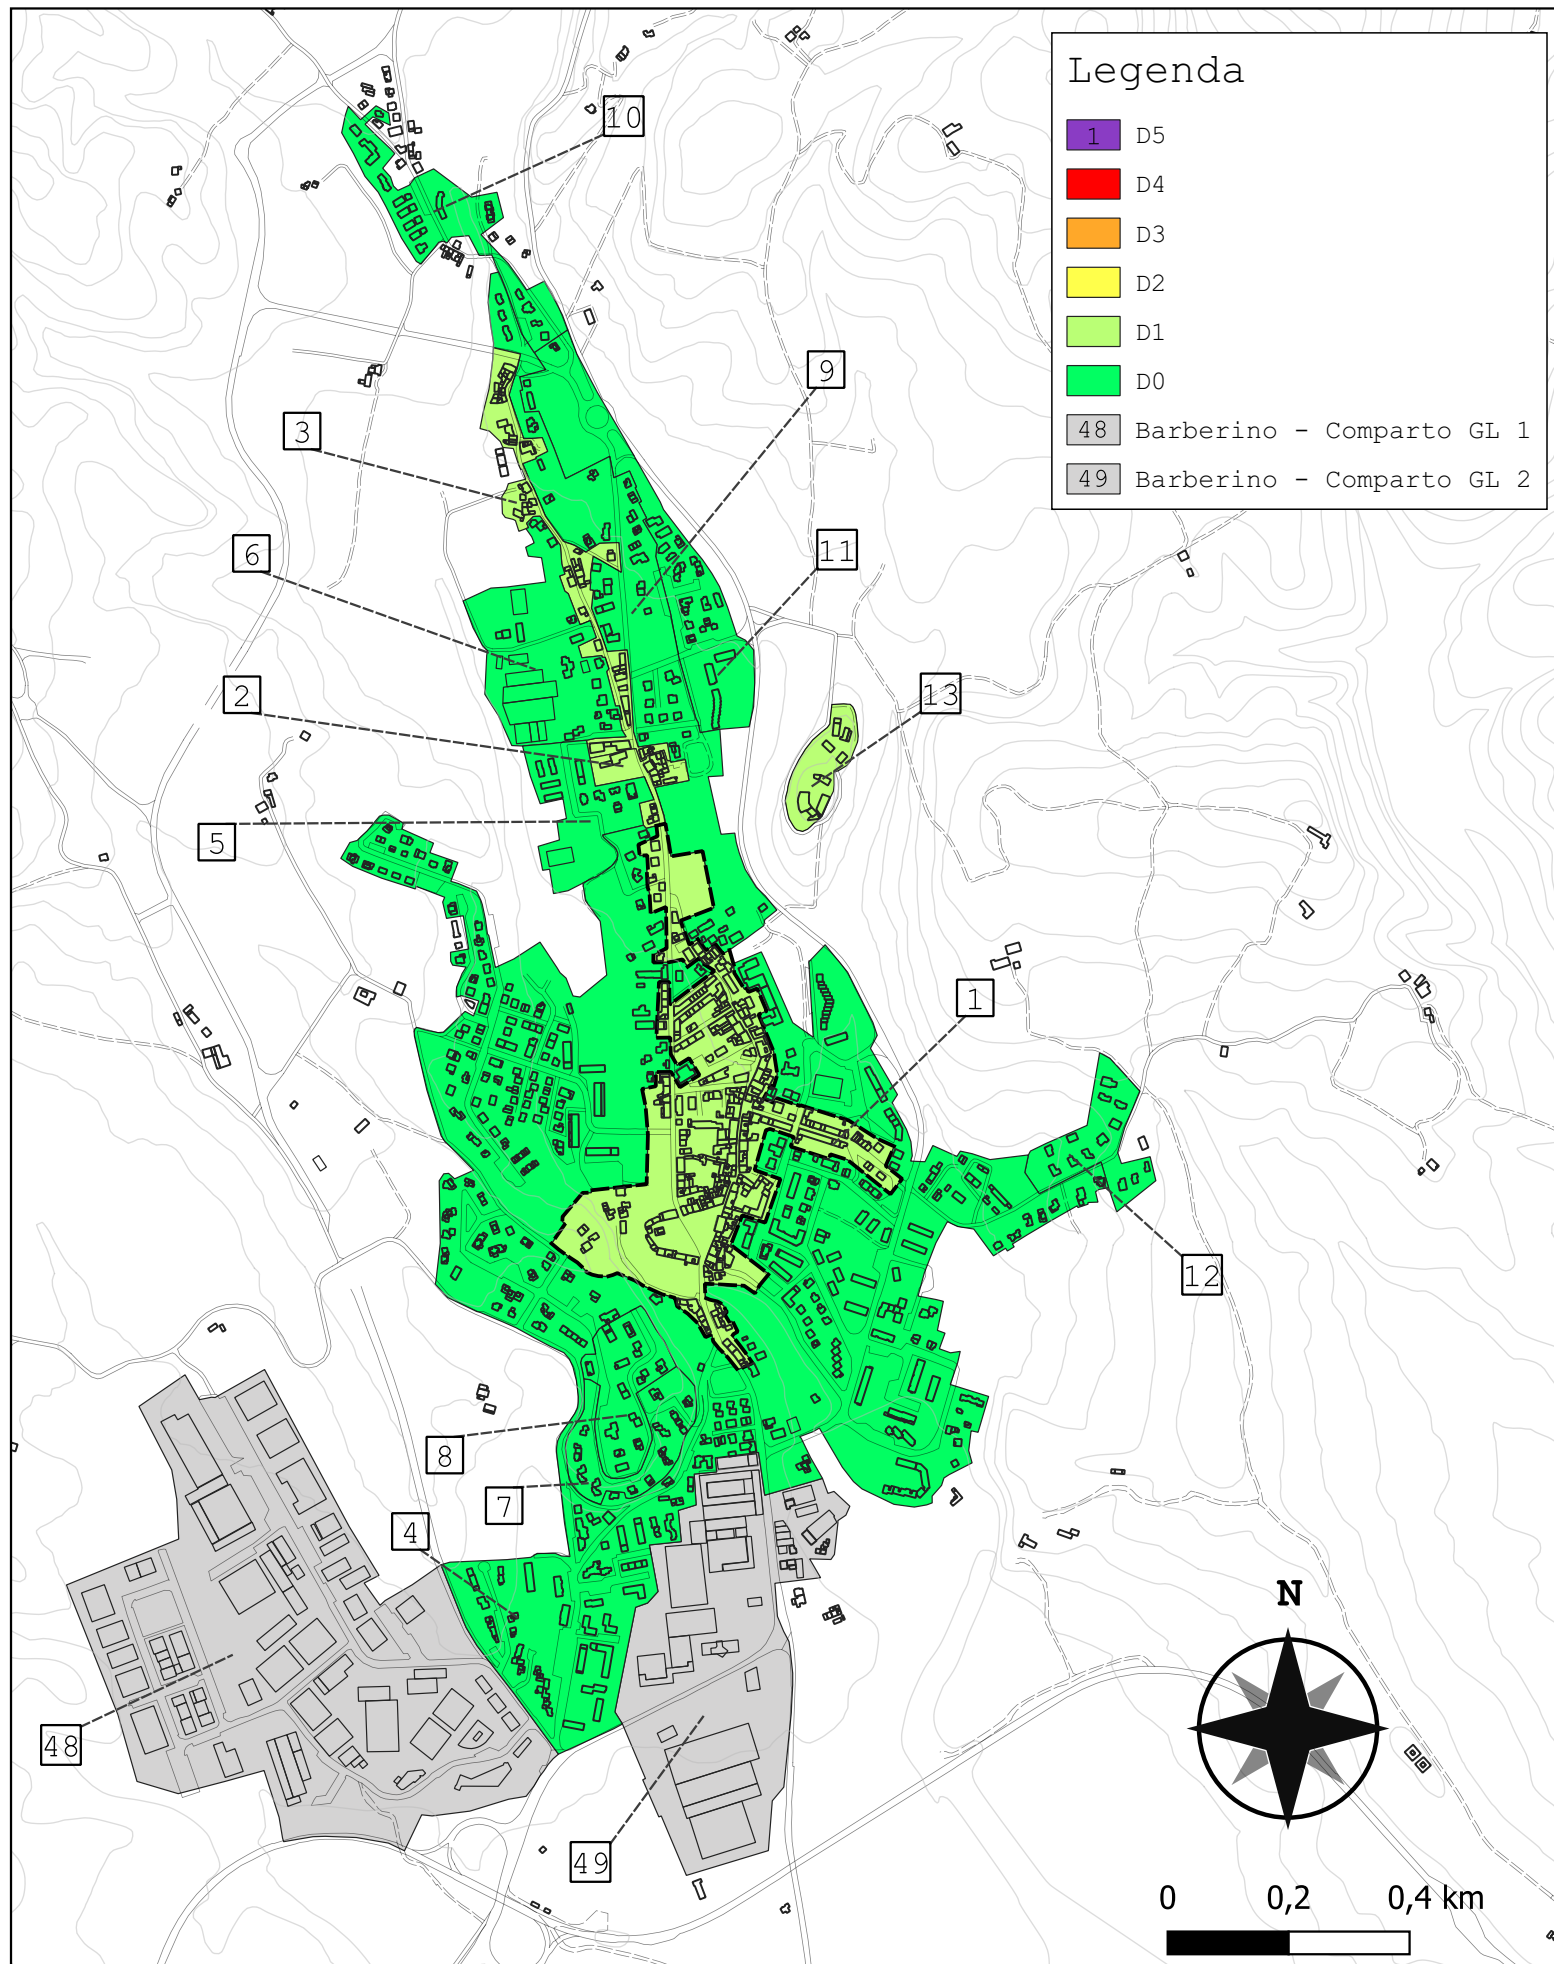 Legenda
1 D5
D4
D3
D2
D1
D0
48 Barberino - Comparto GL 1
49 Barberino - Comparto GL 2
10
9
3
11
6
13
2
5
1
12
8
7
4
48
49
N
0 0,2 0,4 km